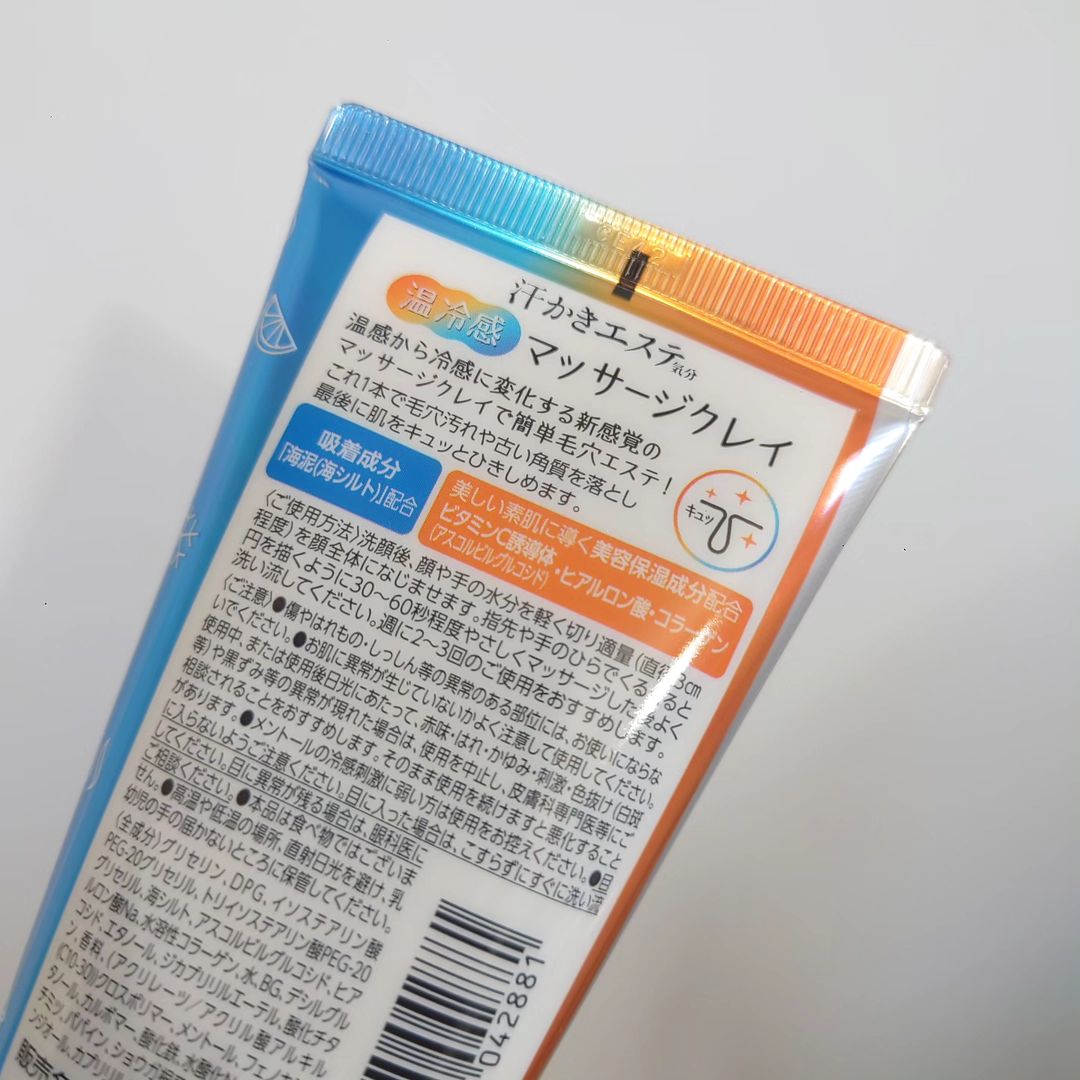 汗かきエステ気分
温冷感 マッサージクレイ
温感から冷感に変化する新感覚の
マッサージクレイで簡単毛穴エステ！
これ1本で毛穴汚れや古い角質を落とし
最後に肌をキュッとひきしめます。
キュッ
吸着成分
「海泥(海シルト)」配合
美しい素肌に導く美容保湿成分配合
ビタミンC誘導体・ヒアルロン酸・コラーゲン
(アスコルビルグルコシド)
〈ご使用方法〉洗顔後、顔や手の水分を軽く切り適量(直径3cm
程度)を顔全体になじませます。指先や手のひらでくるくると
円を描くように30～60秒程度やさしくマッサージした後よく
洗い流してください。週に2～3回のご使用をおすすめします。
〈ご注意〉●傷やはれもの・しっしん等の異常のある部位には、お使いにならな
いでください。●お肌に異常が生じていないかよく注意して使用してください。
使用中、または使用後日光にあたって、赤味・はれ・かゆみ・刺激・色抜け(白斑
等)や黒ずみ等の異常が現れた場合は、使用を中止し、皮膚科専門医等にご
相談されることをおすすめします。そのまま使用を続けますと悪化すること
があります。●メントールの冷感刺激に弱い方は使用をお控えください。●目
に入らないようご注意ください。目に入った場合は、こすらずにすぐに洗い流
してください。目に異常が残る場合は、眼科医に
ご相談ください。●本品は食べ物ではございま
せん。●高温や低温の場所、直射日光を避け、乳
幼児の手の届かないところに保管してください。
〈全成分〉グリセリン、DPG、イソステアリン酸
PEG-20グリセリル、トリイソステアリン酸PEG-20
グリセリル、海シルト、アスコルビルグルコシド、ヒア
ルロン酸Na、水溶性コラーゲン、水、BG、デシルグル
コシド、エタノール、ジカプリリルエーテル、酸化チタ
ン、香料、(アクリレーツ/アクリル酸アルキル
(C10-30))クロスポリマー、メントール、フェノキシエ
タノール、カルボマー、酸化鉄、水酸化
チミツ、パパイン、ショウガ
ンジオール、カプリリル
販売
042881